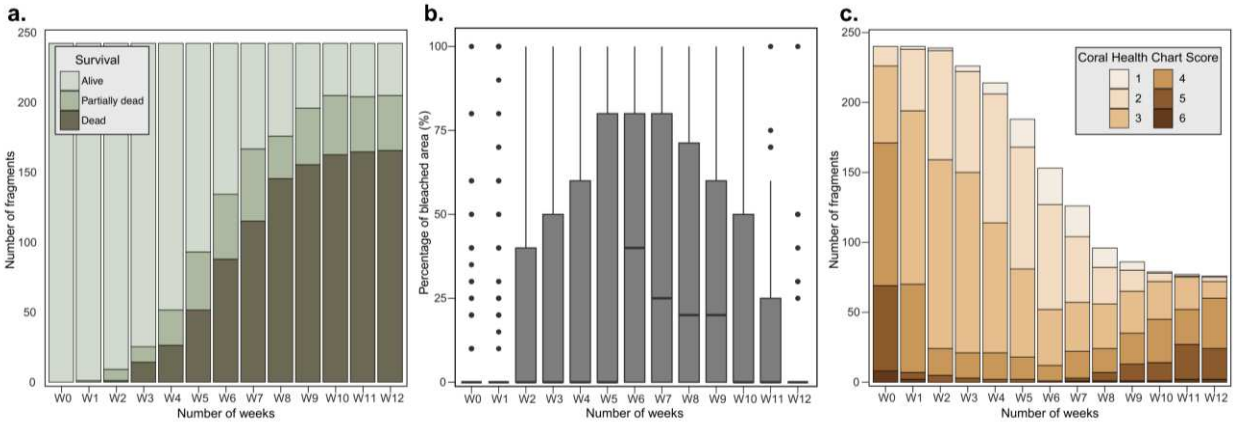 a.
250
200
150
100
50
0
Number of fragments
Survival
Alive
Partially dead
Dead
W0 W1 W2 W3 W4 W5 W6 W7 W8 W9 W10 W11 W12
Number of weeks
b.
100
75
50
25
0
Percentage of bleached area (%)
W0 W1 W2 W3 W4 W5 W6 W7 W8 W9 W10 W11 W12
Number of weeks
c.
250
200
150
100
50
0
Number of fragments
Coral Health Chart Score
1 4
2 5
3 6
W0 W1 W2 W3 W4 W5 W6 W7 W8 W9 W10 W11 W12
Number of weeks